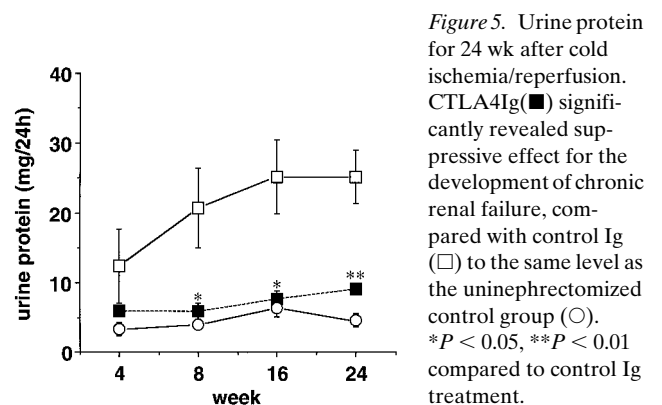 Figure 5. Urine protein
for 24 wk after cold
ischemia/reperfusion.
CTLA4Ig(■) signifi-
cantly revealed sup-
pressive effect for the
development of chronic
renal failure, com-
pared with control Ig
(□) to the same level as
the uninephrectomized
control group (○).
*P < 0.05, **P < 0.01
compared to control Ig
treatment.
urine protein (mg/24h)
40
30
20
10
0
* * **
4 8 16 24
week